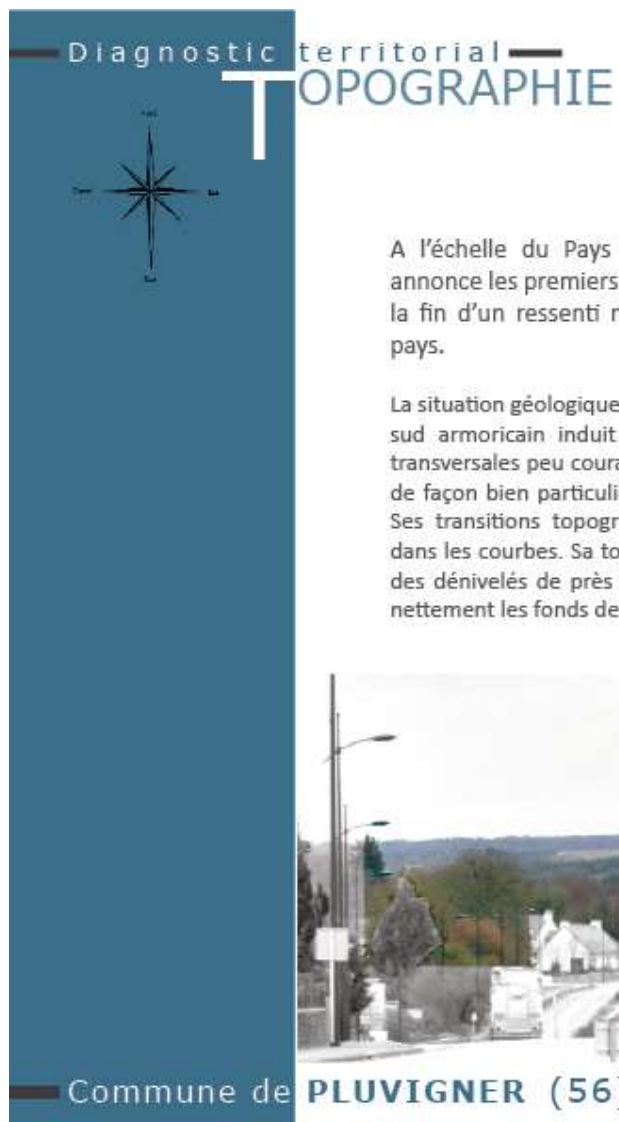 Diagnostic territorial
TOPOGRAPHIE
A l'échelle du Pays
annonce les premiers
la fin d'un ressenti
pays.
La situation géologique
sud armoricain induit
transversales peu coura
de façon bien particuli
Ses transitions topogr
dans les courbes. Sa to
des dénivelés de près
nettement les fonds de
Commune de PLUVIGNER (56)